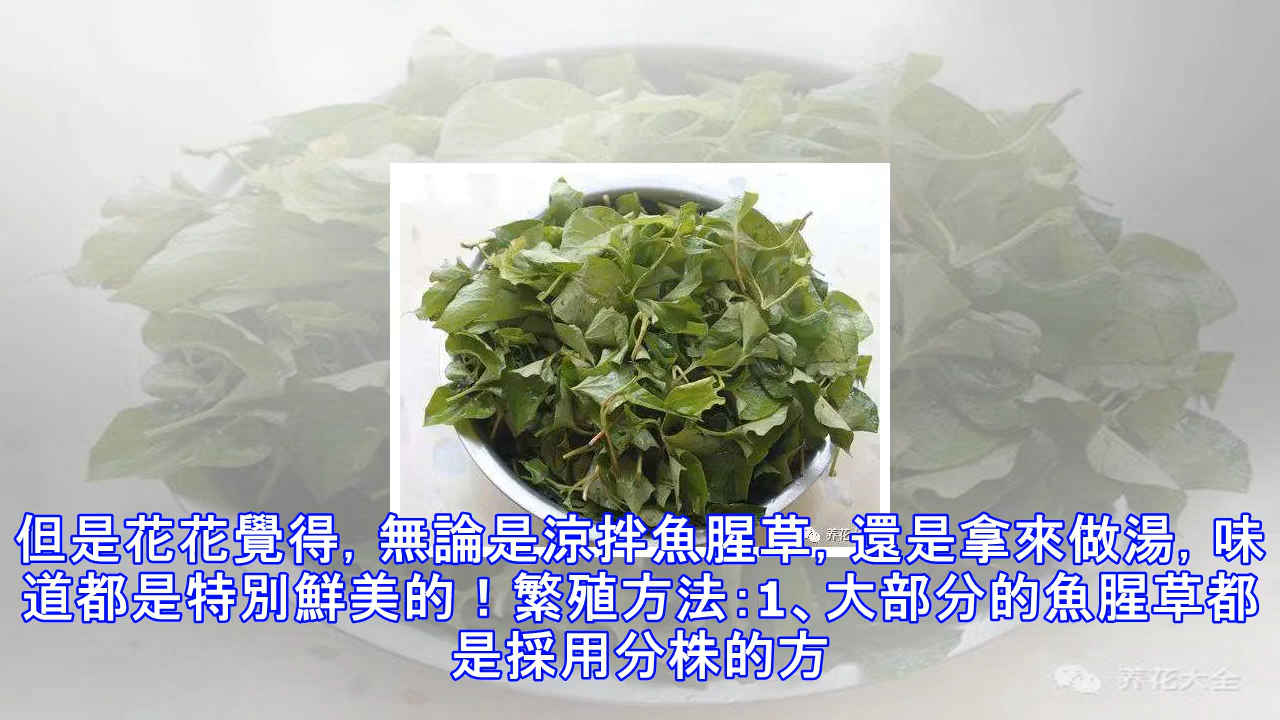 养花
但是花花覺得, 無論是涼拌魚腥草, 還是拿來做湯, 味
道都是特別鮮美的！繁殖方法:1、大部分的魚腥草都
是採用分株的方
养花大全